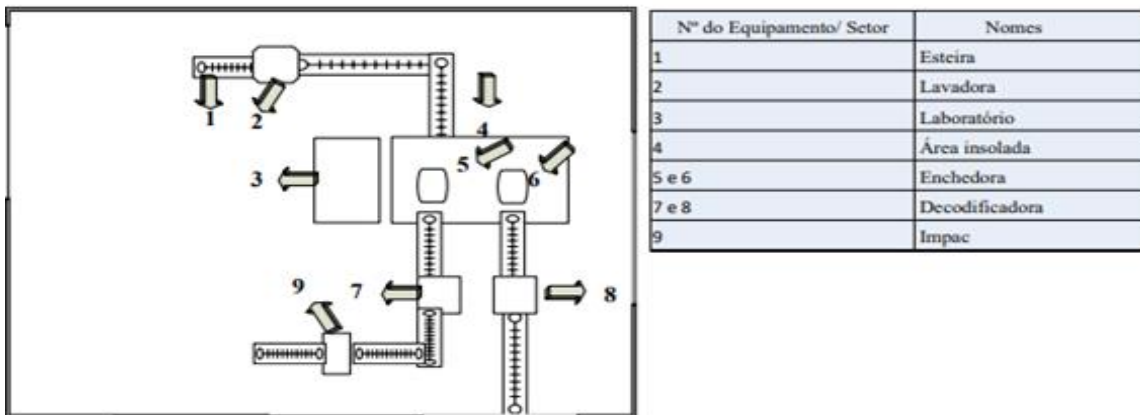 1
2
4
5
6
3
9
7
8
Nº do Equipamento/ Setor Nomes
1 Esteira
2 Lavadora
3 Laboratório
4 Área insolada
5 e 6 Enchedora
7 e 8 Decodificadora
9 Impac